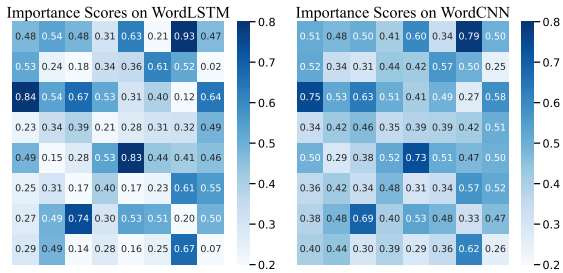 Importance Scores on WordLSTM
0.48 0.54 0.48 0.31 0.63 0.21 0.93 0.47
0.53 0.24 0.18 0.34 0.36 0.61 0.52 0.02
0.84 0.54 0.67 0.53 0.31 0.40 0.12 0.64
0.23 0.34 0.39 0.21 0.28 0.31 0.32 0.49
0.49 0.15 0.28 0.53 0.83 0.44 0.41 0.46
0.25 0.31 0.17 0.40 0.17 0.23 0.61 0.55
0.27 0.49 0.74 0.30 0.53 0.51 0.20 0.50
0.29 0.49 0.14 0.28 0.16 0.25 0.67 0.07
0.8
0.7
0.6
0.5
0.4
0.3
0.2
Importance Scores on WordCNN
0.51 0.48 0.50 0.41 0.60 0.34 0.79 0.50
0.52 0.34 0.31 0.44 0.42 0.57 0.50 0.25
0.75 0.53 0.63 0.51 0.41 0.49 0.27 0.58
0.34 0.42 0.46 0.35 0.39 0.39 0.42 0.51
0.50 0.29 0.38 0.52 0.73 0.51 0.47 0.50
0.36 0.42 0.34 0.48 0.31 0.34 0.57 0.52
0.38 0.48 0.69 0.40 0.53 0.48 0.33 0.47
0.40 0.44 0.30 0.39 0.29 0.36 0.62 0.26
0.8
0.7
0.6
0.5
0.4
0.3
0.2